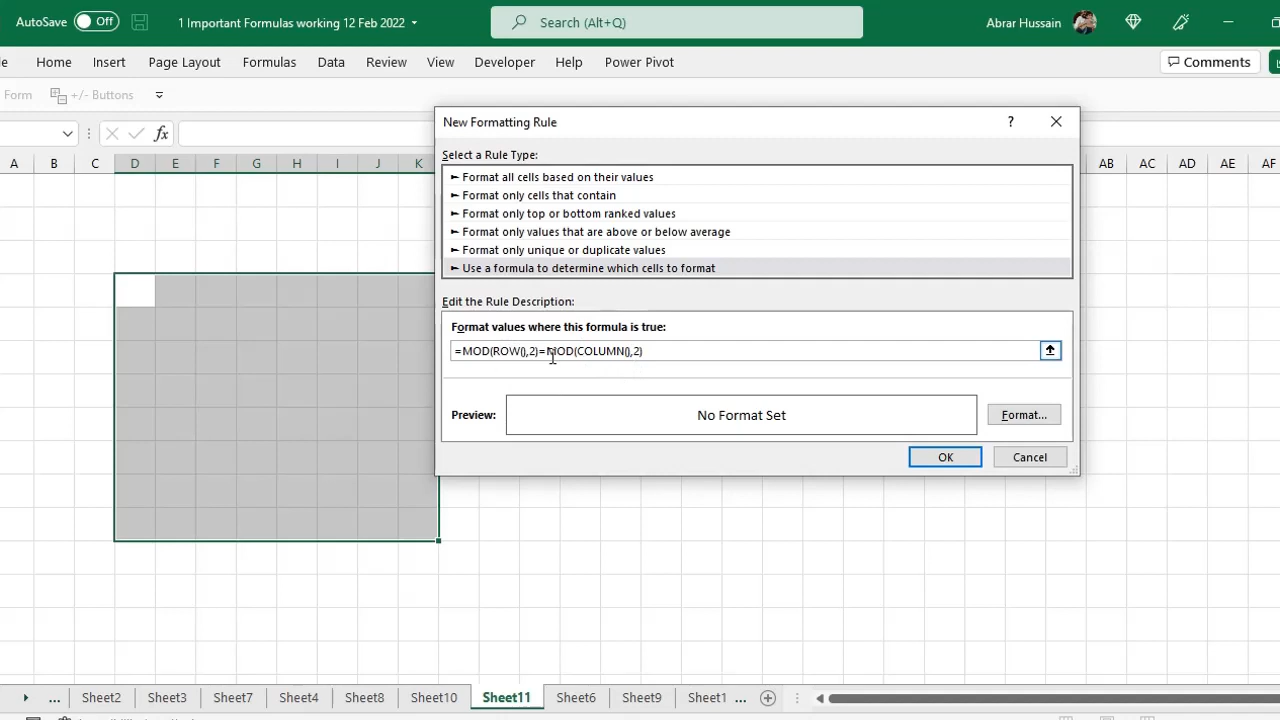 AutoSave Off 1 Important Formulas working 12 Feb 2022 Search (Alt+Q) Abrar Hussain
Home Insert Page Layout Formulas Data Review View Developer Help Power Pivot Comments
Form +/- Buttons
fx
A B C D E F G H I J K AB AC AD AE AF
New Formatting Rule ?
Select a Rule Type:
► Format all cells based on their values
► Format only cells that contain
► Format only top or bottom ranked values
► Format only values that are above or below average
► Format only unique or duplicate values
► Use a formula to determine which cells to format
Edit the Rule Description:
Format values where this formula is true:
=MOD(ROW(),2)=MOD(COLUMN(),2)
Preview: No Format Set Format...
OK Cancel
... Sheet2 Sheet3 Sheet7 Sheet4 Sheet8 Sheet10 Sheet11 Sheet6 Sheet9 Sheet1 ...